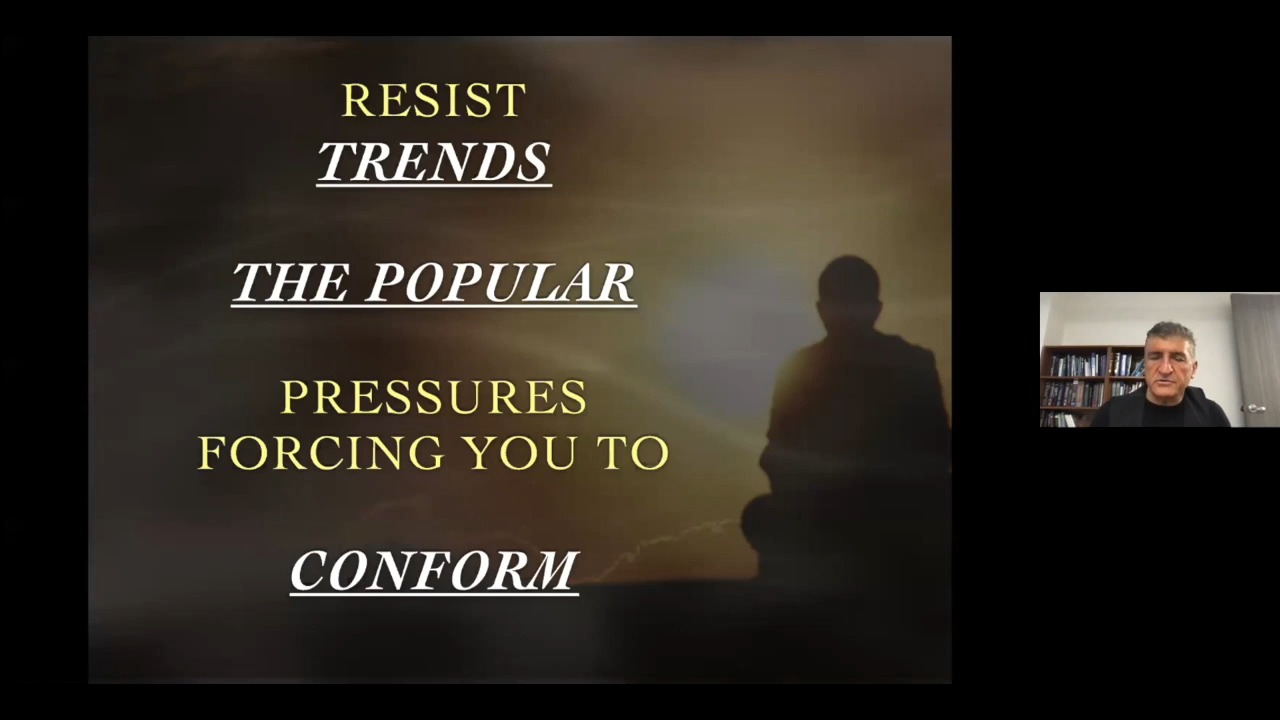 RESIST
TRENDS
THE POPULAR
PRESSURES
FORCING YOU TO
CONFORM